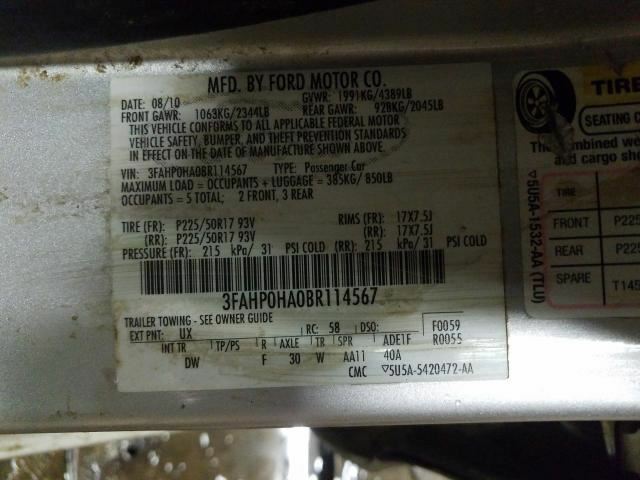 MFD. BY FORD MOTOR CO.
DATE: 08/10 GVWR: 1991KG/4389LB
FRONT GAWR: 1063KG/2344LB REAR GAWR: 928KG/2045LB
THIS VEHICLE CONFORMS TO ALL APPLICABLE FEDERAL MOTOR
VEHICLE SAFETY, BUMPER, AND THEFT PREVENTION STANDARDS
IN EFFECT ON THE DATE OF MANUFACTURE SHOWN ABOVE.
VIN: 3FAHP0HA0BR114567 TYPE: Passenger Car
MAXIMUM LOAD = OCCUPANTS + LUGGAGE = 385KG/ 850LB
OCCUPANTS = 5 TOTAL; 2 FRONT, 3 REAR
TIRE (FR): P225/50R17 93V RIMS (FR): 17X7.5J
(RR): P225/50R17 93V (RR): 17X7.5J
PRESSURE (FR): 215 kPa/ 31 PSI COLD (RR): 215 kPa/ 31 PSI COLD
3FAHP0HA0BR114567
TRAILER TOWING - SEE OWNER GUIDE
EXT PNT: UX RC: 58 DSO: F0059
INT TR TP/PS R AXLE TR SPR ADE1F R0055
DW F 30 W AA11 40A
CMC ▽5U5A-5420472-AA
TIRE
SEATING CA
The combined we
and cargo sho
TIRE
FRONT P225
REAR P225
SPARE T145
▽5U5A-1532-AA (TLU)